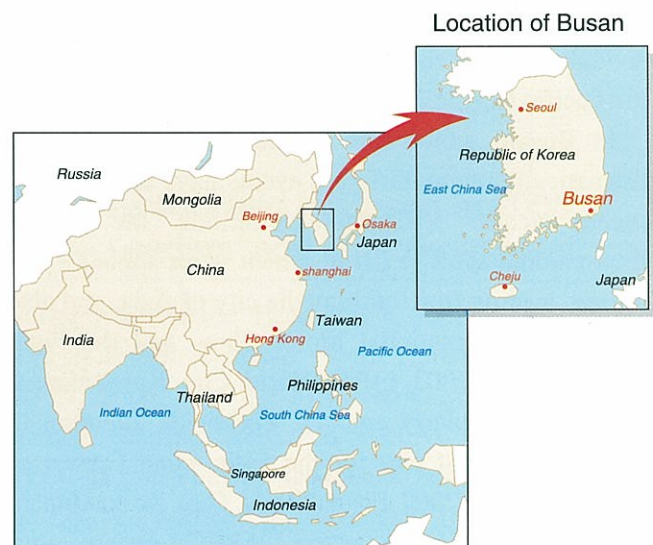 Location of Busan
Seoul
Republic of Korea
East China Sea
Busan
Cheju
Japan
Russia
Mongolia
Beijing
Osaka
Japan
China
shanghai
Taiwan
India
Hong Kong
Pacific Ocean
Philippines
Thailand
Indian Ocean
South China Sea
Singapore
Indonesia